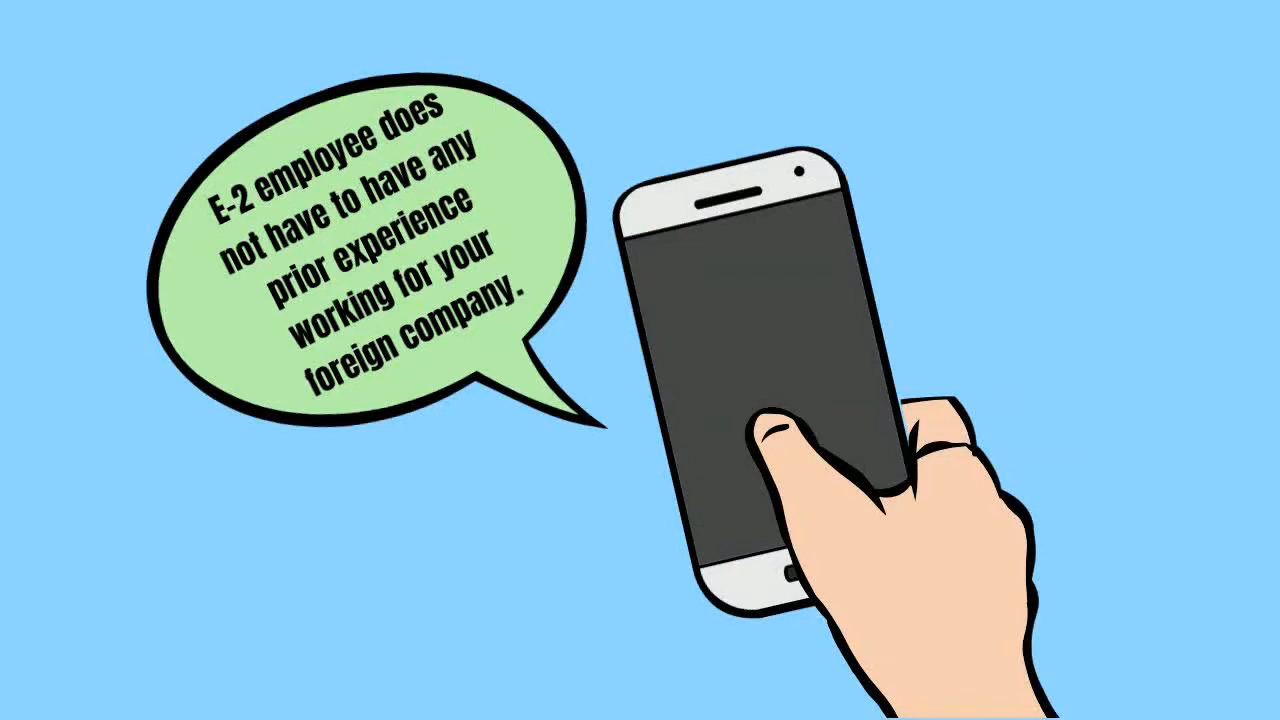 E-2 employee does
not have to have any
prior experience
working for your
foreign company.